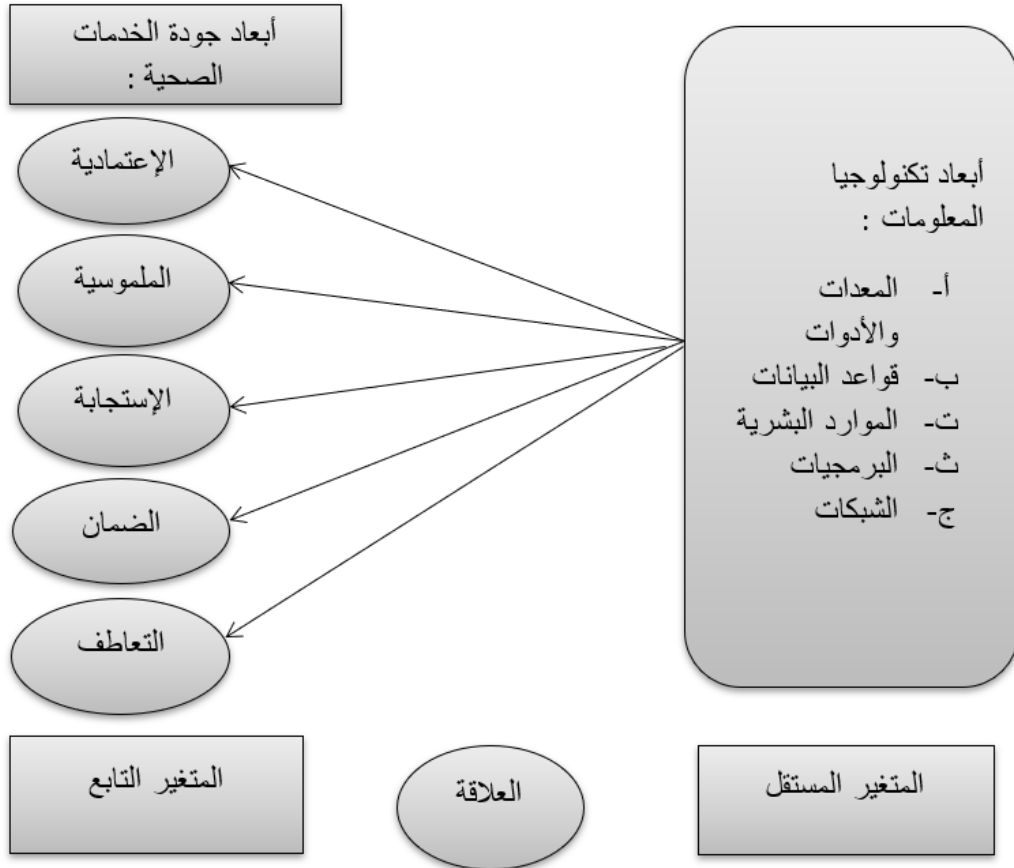 أبعاد جودة الخدمات
الصحية :
أبعاد تكنولوجيا
المعلومات :
أ- المعدات
والأدوات
ب- قواعد البيانات
ت- الموارد البشرية
ث- البرمجيات
ج- الشبكات
الإعتمادية
الملموسية
الإستجابة
الضمان
التعاطف
المتغير المستقل
العلاقة
المتغير التابع